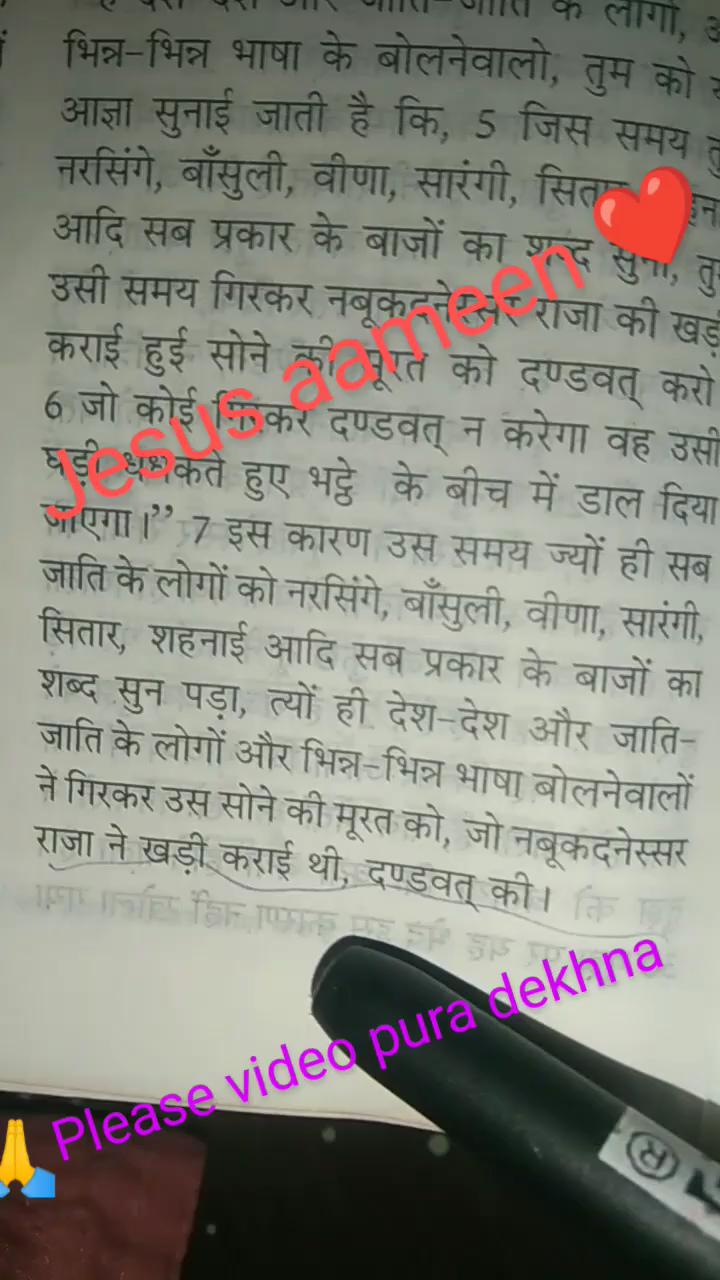 देश-देश और जाति-जाति के लोगों,
भिन्न-भिन्न भाषा के बोलनेवालो, तुम को
आज्ञा सुनाई जाती है कि, 5 जिस समय
नरसिंगे, बाँसुली, वीणा, सारंगी,
आदि सब प्रकार के बाजों का शब्द सुनो,
उसी समय गिरकर नबूकदनेस्सर राजा की
कराई हुई सोने की मूरत को दण्डवत् करो
6 जो कोई गिरकर दण्डवत् न करेगा वह उसी
घड़ी धधकते हुए भट्ठे के बीच में डाल दिया
जाएगा।” 7 इस कारण उस समय ज्यों ही सब
जाति के लोगों को नरसिंगे, बाँसुली, वीणा, सारंगी,
सितार, शहनाई आदि सब प्रकार के बाजों का
शब्द सुन पड़ा, त्यों ही देश-देश और जाति-
जाति के लोगों और भिन्न-भिन्न भाषा बोलनेवालों
ने गिरकर उस सोने की मूरत को, जो नबूकदनेस्सर
राजा ने खड़ी कराई थी, दण्डवत् की।
Jesus aameen ❤️
🙏 Please video pura dekhna
®